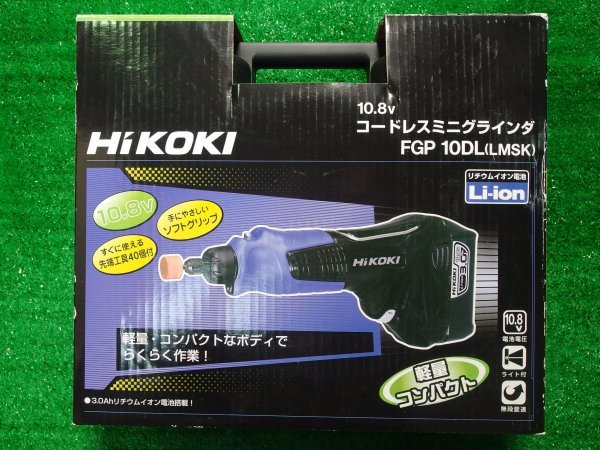 HiKOKI
10.8v
コードレスミニグラインダ
FGP 10DL(LMSK)
リチウムイオン電池
Li-ion
10.8v
手にやさしい
ソフトグリップ
すぐに使える
先端工具40個付
HiKOKI
HiKOKI
3.0
軽量・コンパクトなボディで
らくらく作業！
軽量
コンパクト
10.8
V
電池電圧
ライト付
無段変速
●3.0Ahリチウムイオン電池搭載！